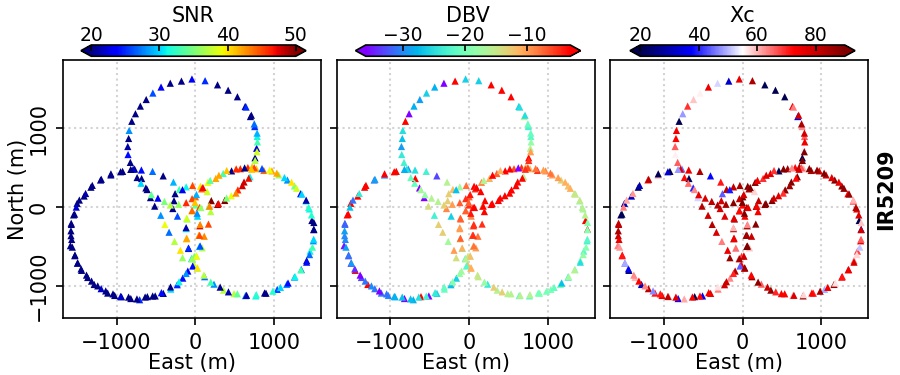 SNR DBV Xc
20 30 40 50 −30 −20 −10 20 40 60 80
North (m)
1000
0
−1000
IR5209
−1000 0 1000 −1000 0 1000 −1000 0 1000
East (m) East (m) East (m)